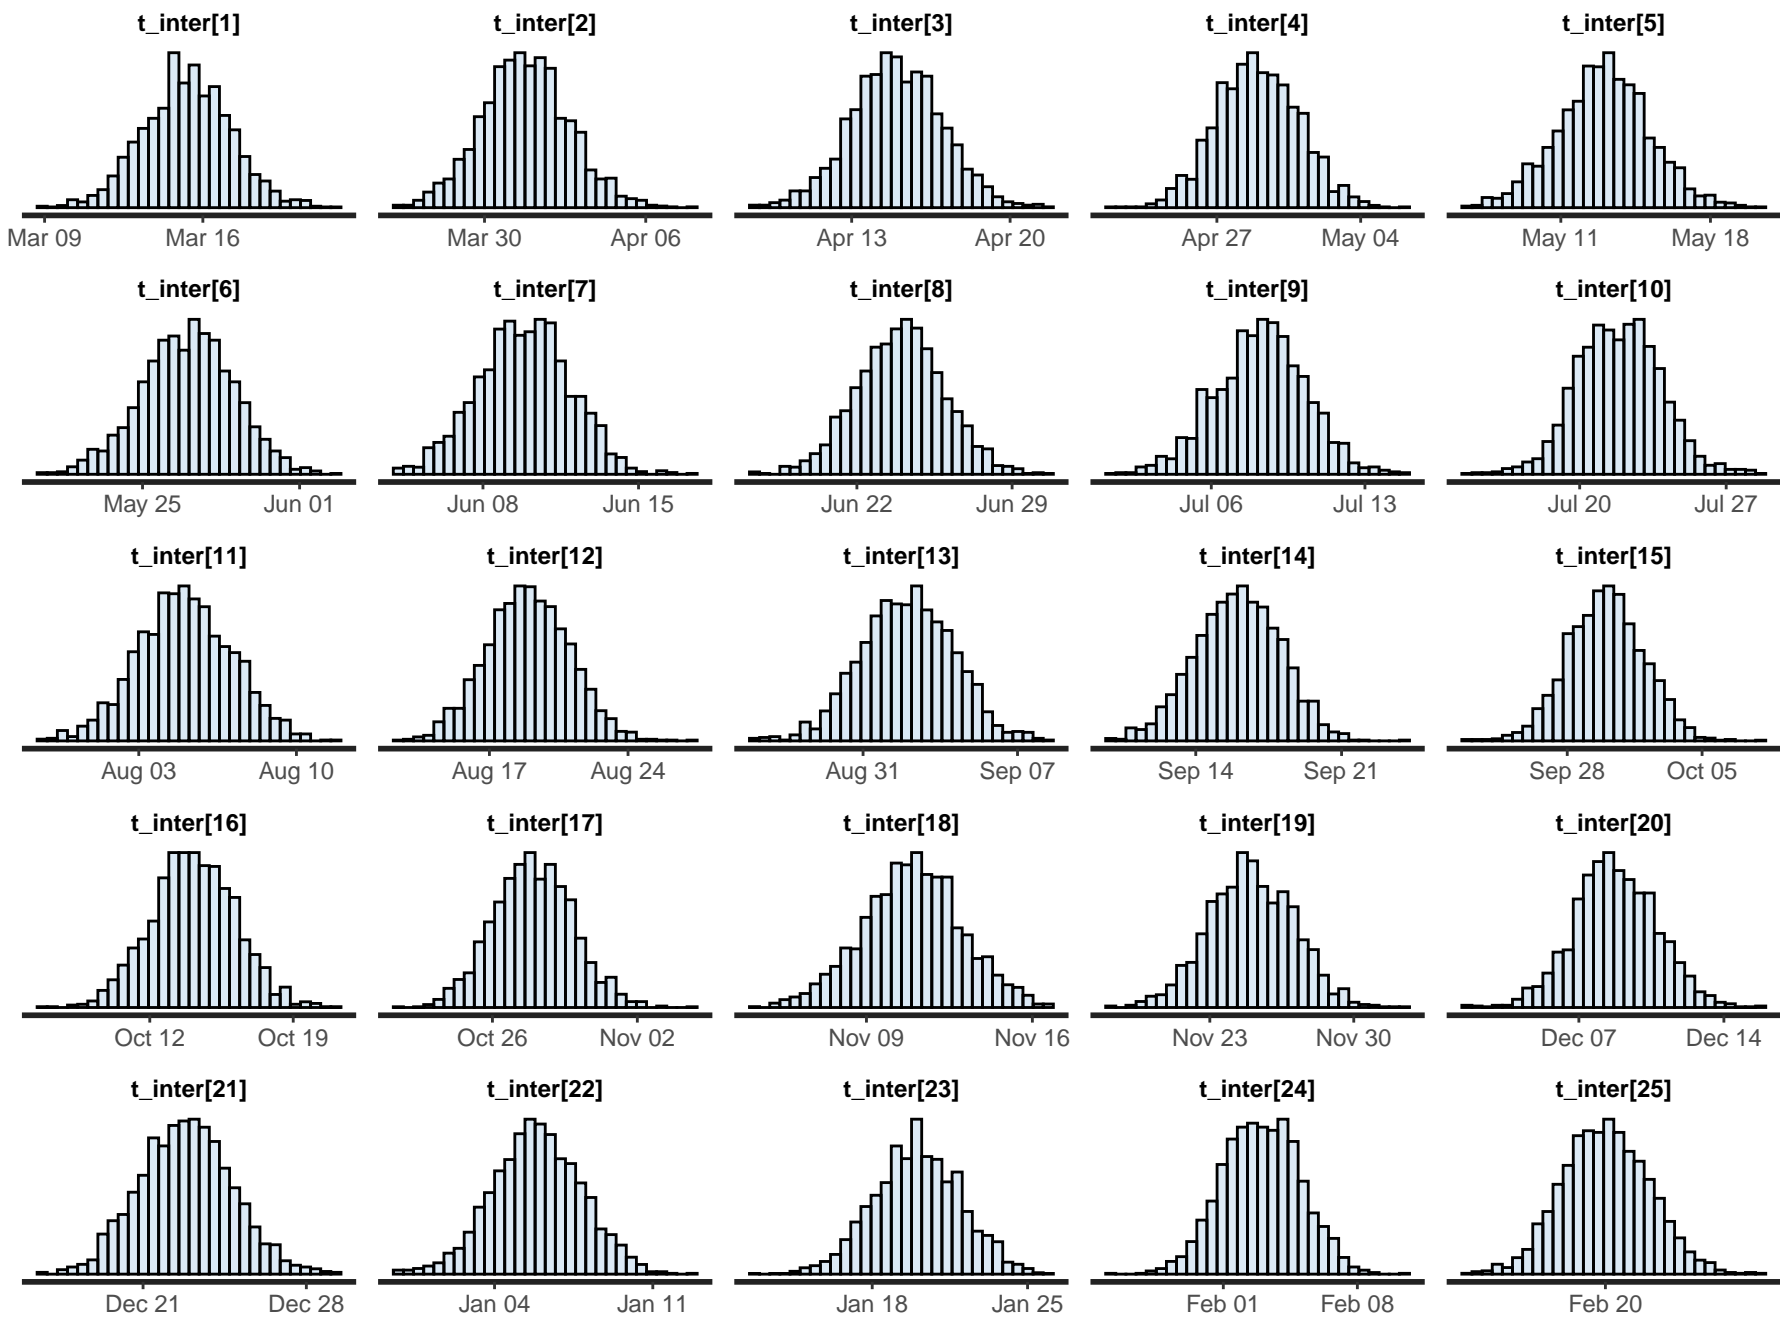 t_inter[1] t_inter[2] t_inter[3] t_inter[4] t_inter[5]
Mar 09 Mar 16 Mar 30 Apr 06 Apr 13 Apr 20 Apr 27 May 04 May 11 May 18
t_inter[6] t_inter[7] t_inter[8] t_inter[9] t_inter[10]
May 25 Jun 01 Jun 08 Jun 15 Jun 22 Jun 29 Jul 06 Jul 13 Jul 20 Jul 27
t_inter[11] t_inter[12] t_inter[13] t_inter[14] t_inter[15]
Aug 03 Aug 10 Aug 17 Aug 24 Aug 31 Sep 07 Sep 14 Sep 21 Sep 28 Oct 05
t_inter[16] t_inter[17] t_inter[18] t_inter[19] t_inter[20]
Oct 12 Oct 19 Oct 26 Nov 02 Nov 09 Nov 16 Nov 23 Nov 30 Dec 07 Dec 14
t_inter[21] t_inter[22] t_inter[23] t_inter[24] t_inter[25]
Dec 21 Dec 28 Jan 04 Jan 11 Jan 18 Jan 25 Feb 01 Feb 08 Feb 20